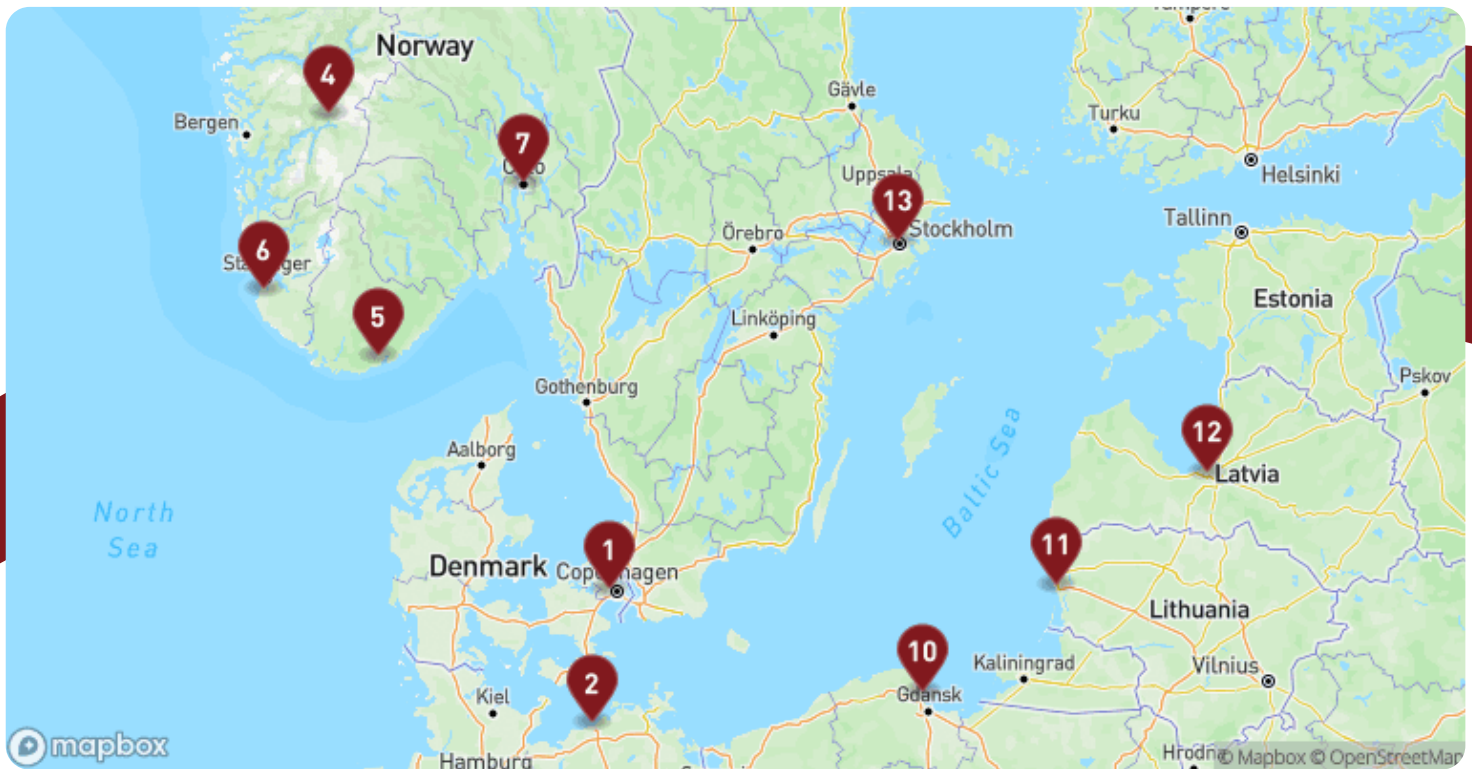 Norway
4
Gävle
Bergen
Turku
7
Helsinki
Uppsala
13
Stockholm
Tallinn
Örebro
6
Estonia
5
Linköping
Gothenburg
Pskov
Baltic Sea
12
Aalborg
Latvia
North
Sea
1
11
Denmark
Copenhagen
Lithuania
10
Kaliningrad
Vilnius
2
Gdansk
Kiel
mapbox
Hamburg
© Mapbox © OpenStreetMap